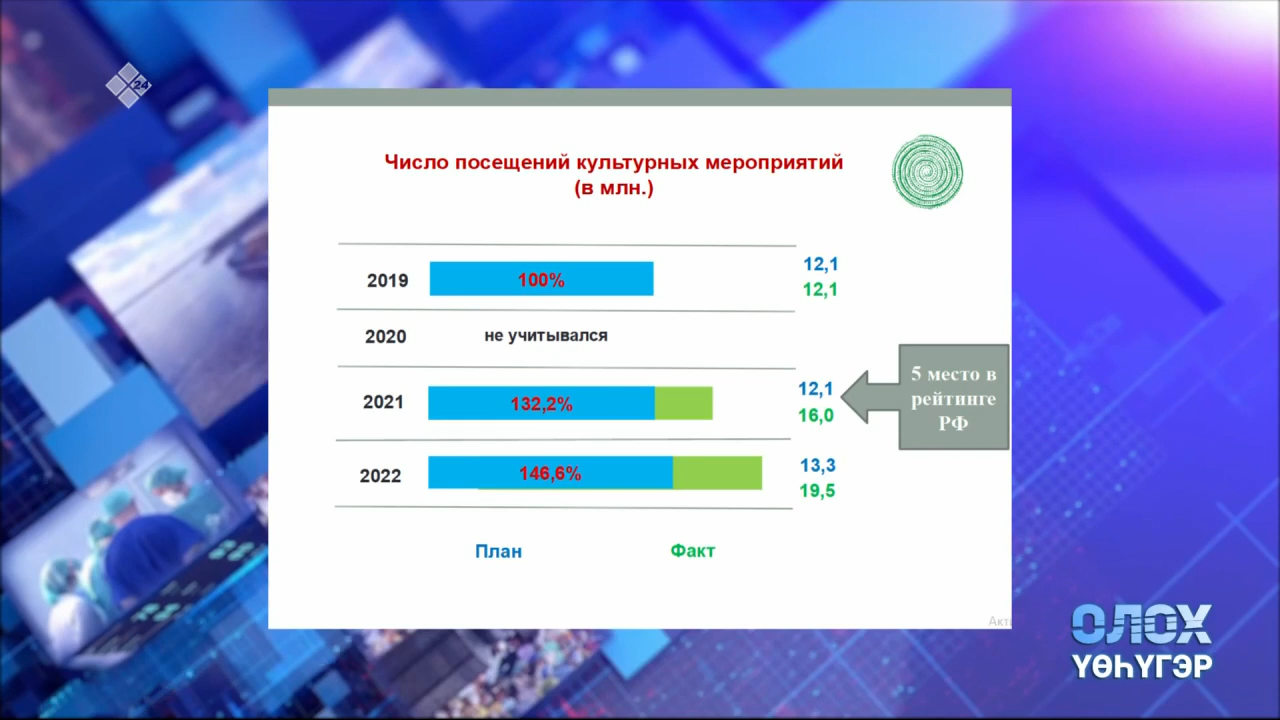 24
Число посещений культурных мероприятий
(в млн.)
2019
100%
12,1
12,1
2020
не учитывался
2021
132,2%
12,1
16,0
5 место в
рейтинге
РФ
2022
146,6%
13,3
19,5
План
Факт
Акти
ОЛОХ
ҮӨҺҮГЭР